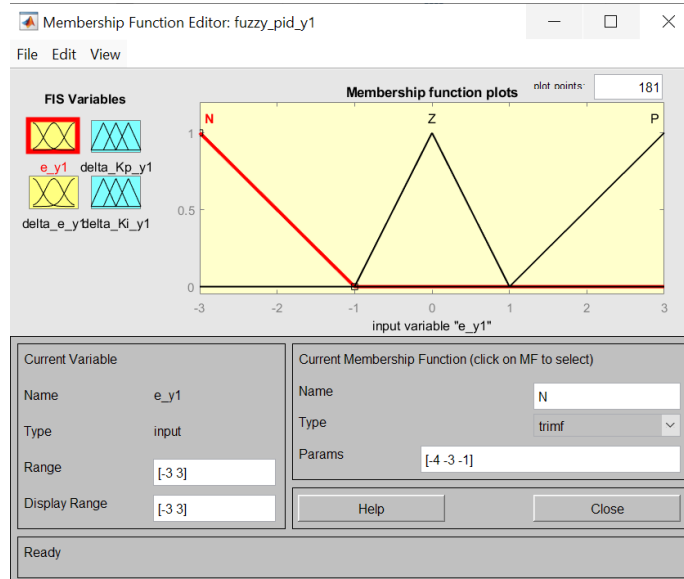 Membership Function Editor: fuzzy_pid_y1
File Edit View
FIS Variables
e_y1 delta_Kp_y1
delta_e_y1 delta_Ki_y1
Membership function plots plot points: 181
N Z P
1
0.5
0
-3 -2 -1 0 1 2 3
input variable "e_y1"
Current Variable
Name e_y1
Type input
Range [-3 3]
Display Range [-3 3]
Current Membership Function (click on MF to select)
Name N
Type trimf
Params [-4 -3 -1]
Help Close
Ready